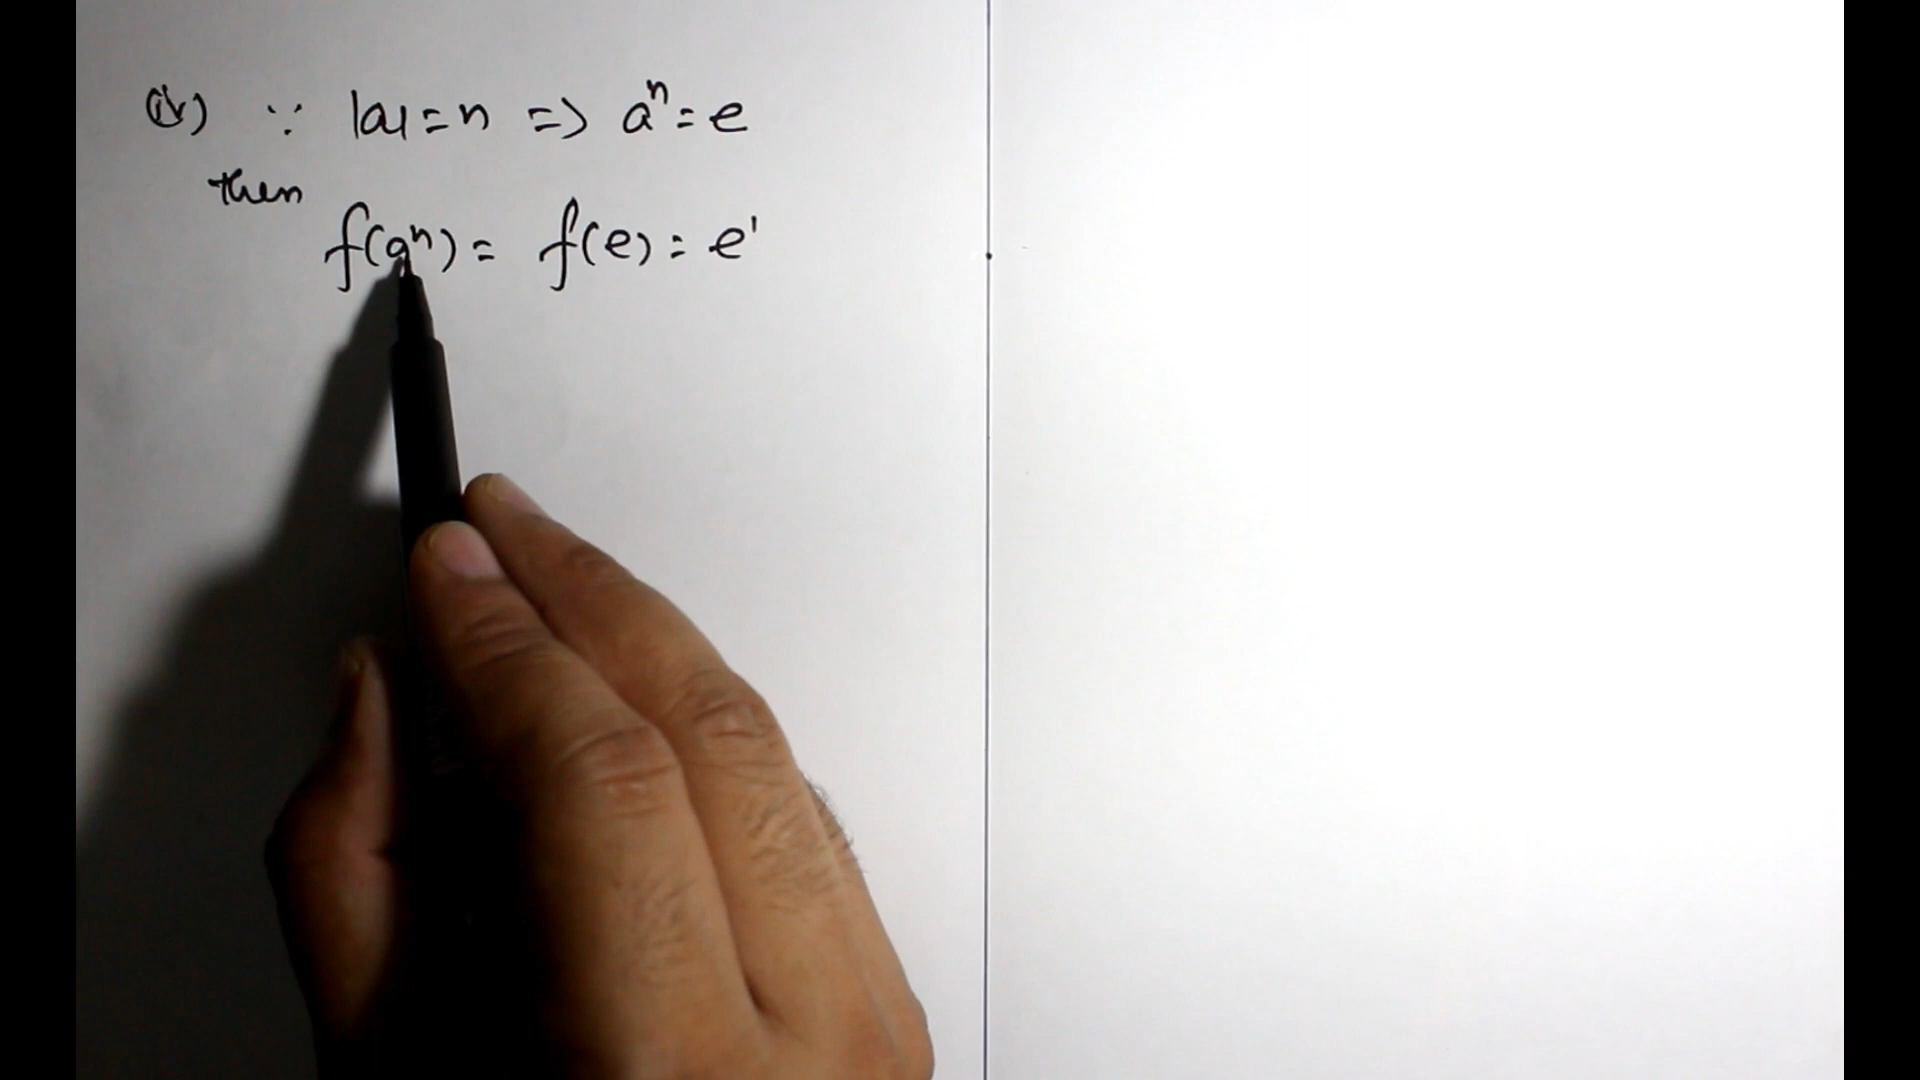 (iv) ∵ |a|=n => aⁿ=e
then
f(aⁿ) = f(e) = e'